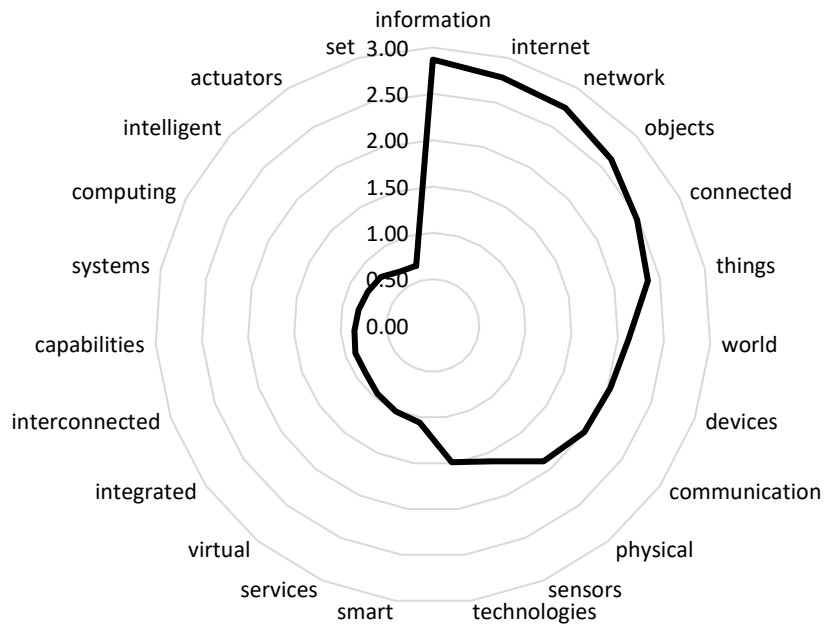 information
set
3.00
internet
actuators
2.50
network
intelligent
2.00
objects
computing
1.50
connected
1.00
systems
0.50
things
0.00
capabilities
world
interconnected
devices
integrated
communication
virtual
physical
services
sensors
smart
technologies